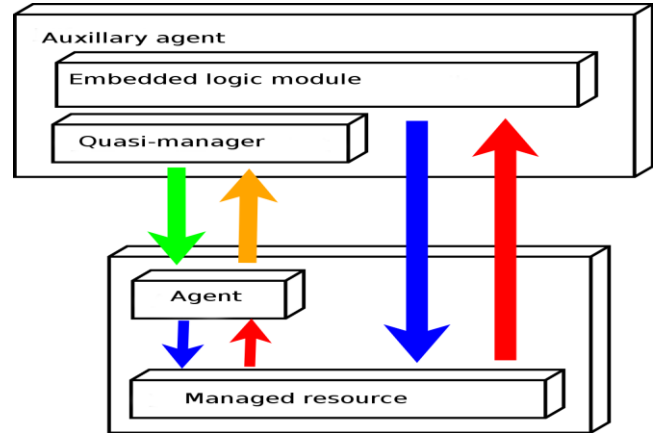 Auxillary agent
Embedded logic module
Quasi-manager
Agent
Managed resource